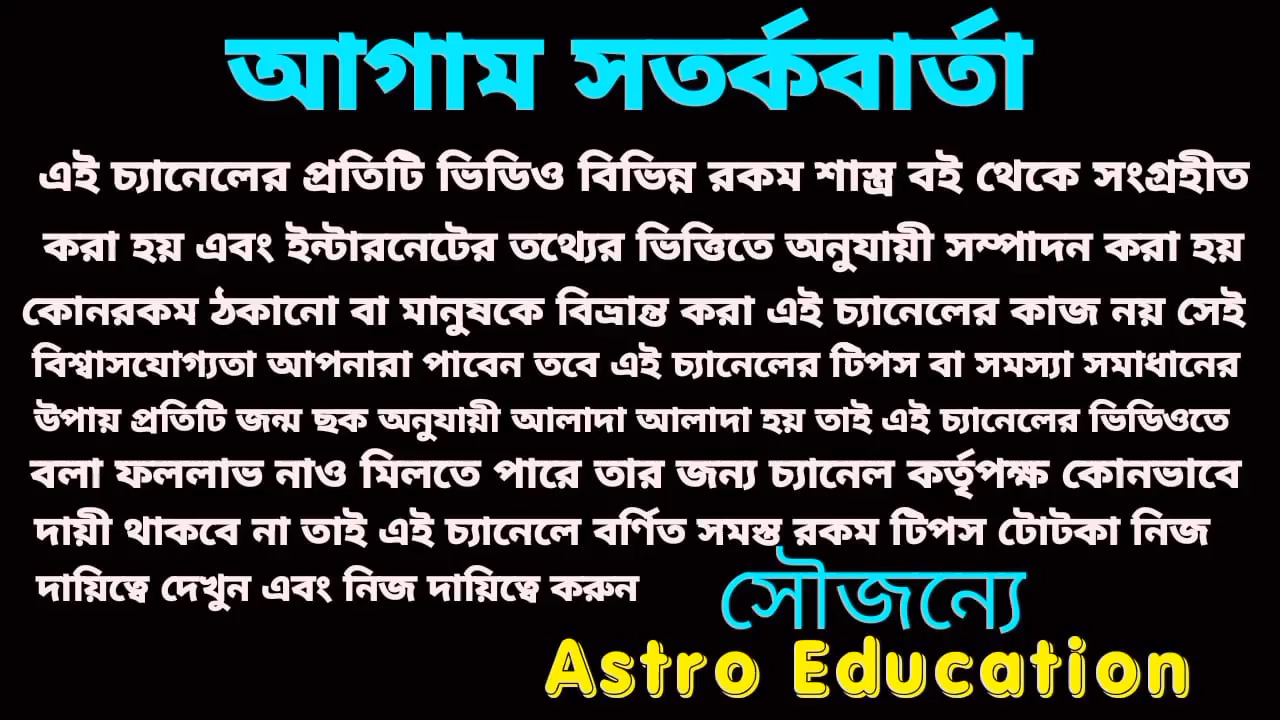 আগাম সতর্কবার্তা
এই চ্যানেলের প্রতিটি ভিডিও বিভিন্ন রকম শাস্ত্র বই থেকে সংগ্রহীত
করা হয় এবং ইন্টারনেটের তথ্যের ভিত্তিতে অনুযায়ী সম্পাদন করা হয়
কোনরকম ঠকানো বা মানুষকে বিভ্রান্ত করা এই চ্যানেলের কাজ নয় সেই
বিশ্বাসযোগ্যতা আপনারা পাবেন তবে এই চ্যানেলের টিপস বা সমস্যা সমাধানের
উপায় প্রতিটি জন্ম ছক অনুযায়ী আলাদা আলাদা হয় তাই এই চ্যানেলের ভিডিওতে
বলা ফললাভ নাও মিলতে পারে তার জন্য চ্যানেল কর্তৃপক্ষ কোনভাবে
দায়ী থাকবে না তাই এই চ্যানেলে বর্ণিত সমস্ত রকম টিপস টোটকা নিজ
দায়িত্বে দেখুন এবং নিজ দায়িত্বে করুন
সৌজন্যে
Astro Education